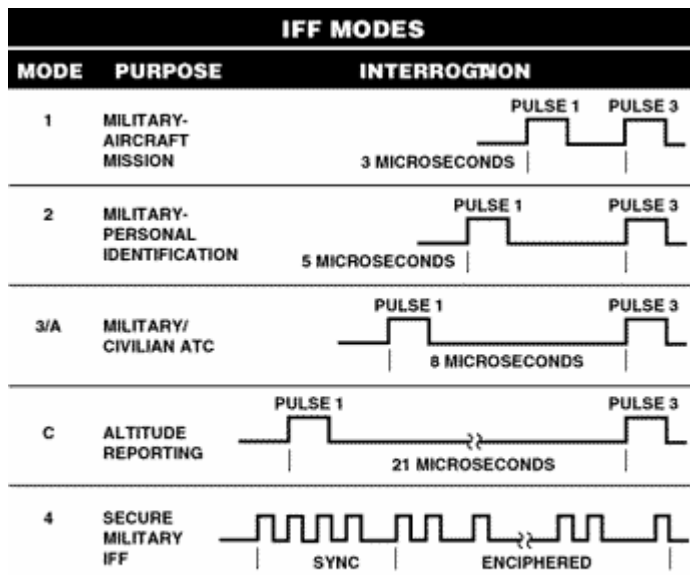 IFF MODES
MODE PURPOSE INTERROGTION
1 MILITARY- PULSE 1 PULSE 3
AIRCRAFT
MISSION 3 MICROSECONDS
2 MILITARY- PULSE 1 PULSE 3
PERSONAL
IDENTIFICATION 5 MICROSECONDS
PULSE 1 PULSE 3
3/A MILITARY/
CIVILIAN ATC 8 MICROSECONDS
PULSE 1 PULSE 3
C ALTITUDE
REPORTING 21 MICROSECONDS
4 SECURE
MILITARY
IFF SYNC ENCIPHERED